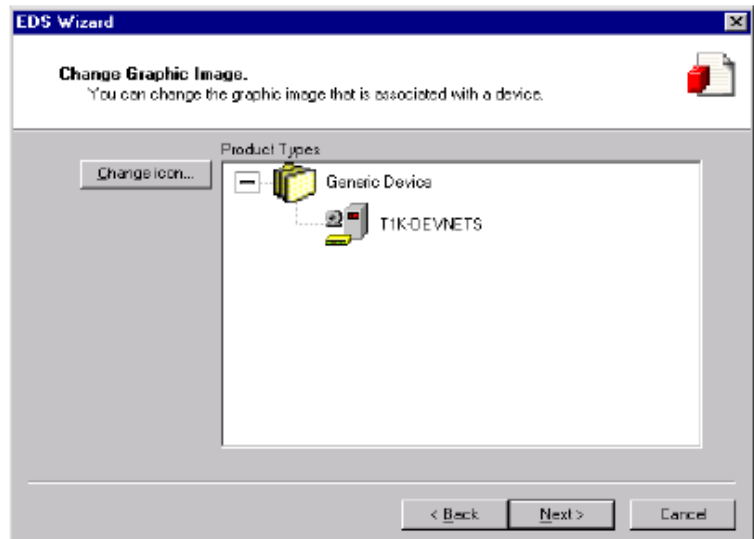 EDS Wizard
Change Graphic Image.
You can change the graphic image that is associated with a device.
Product Types
Change icon...
Generic Device
T1K-DEVNETS
< Back
Next >
Cancel